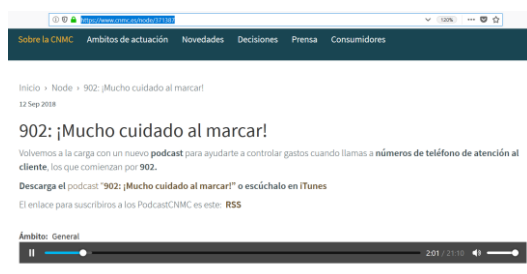 https://www.cnmc.es/node/371387
120%
Sobre la CNMC Ambitos de actuación Novedades Decisiones Prensa Consumidores
Inicio › Node › 902: ¡Mucho cuidado al marcar!
12 Sep 2018
902: ¡Mucho cuidado al marcar!
Volvemos a la carga con un nuevo podcast para ayudarte a controlar gastos cuando llamas a números de teléfono de atención al
cliente, los que comienzan por 902.
Descarga el podcast "902: ¡Mucho cuidado al marcar!" o escúchalo en iTunes
El enlace para suscribiros a los PodcastCNMC es este: RSS
Ámbito: General
2:01 / 21:10